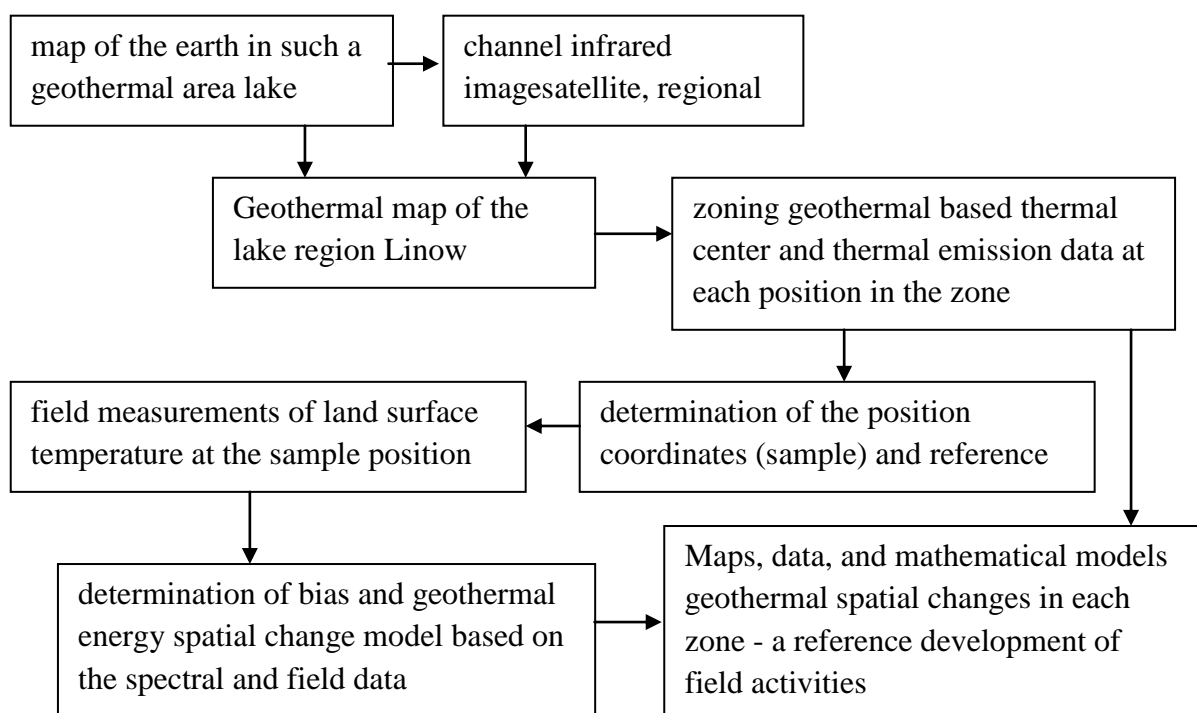 map of the earth in such a
geothermal area lake
channel infrared
imagesatellite, regional
Geothermal map of the
lake region Linow
zoning geothermal based thermal
center and thermal emission data at
each position in the zone
field measurements of land surface
temperature at the sample position
determination of the position
coordinates (sample) and reference
determination of bias and geothermal
energy spatial change model based on
the spectral and field data
Maps, data, and mathematical models
geothermal spatial changes in each
zone - a reference development of
field activities